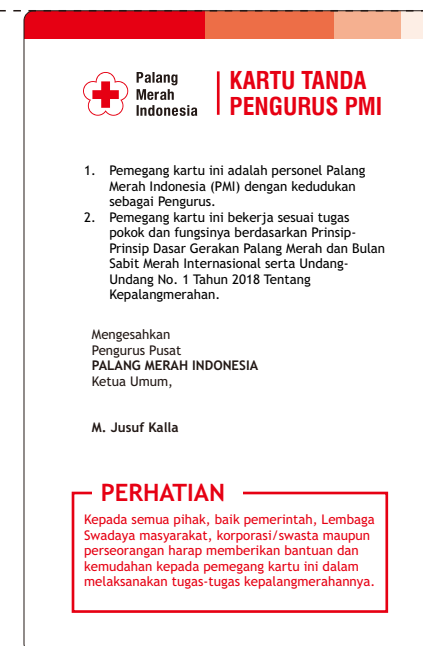 Palang
Merah
Indonesia
KARTU TANDA
PENGURUS PMI
1. Pemegang kartu ini adalah personel Palang
Merah Indonesia (PMI) dengan kedudukan
sebagai Pengurus.
2. Pemegang kartu ini bekerja sesuai tugas
pokok dan fungsinya berdasarkan Prinsip-
Prinsip Dasar Gerakan Palang Merah dan Bulan
Sabit Merah Internasional serta Undang-
Undang No. 1 Tahun 2018 Tentang
Kepalangmerahan.
Mengesahkan
Pengurus Pusat
PALANG MERAH INDONESIA
Ketua Umum,
M. Jusuf Kalla
PERHATIAN
Kepada semua pihak, baik pemerintah, Lembaga
Swadaya masyarakat, korporasi/swasta maupun
perseorangan harap memberikan bantuan dan
kemudahan kepada pemegang kartu ini dalam
melaksanakan tugas-tugas kepalangmerahannya.